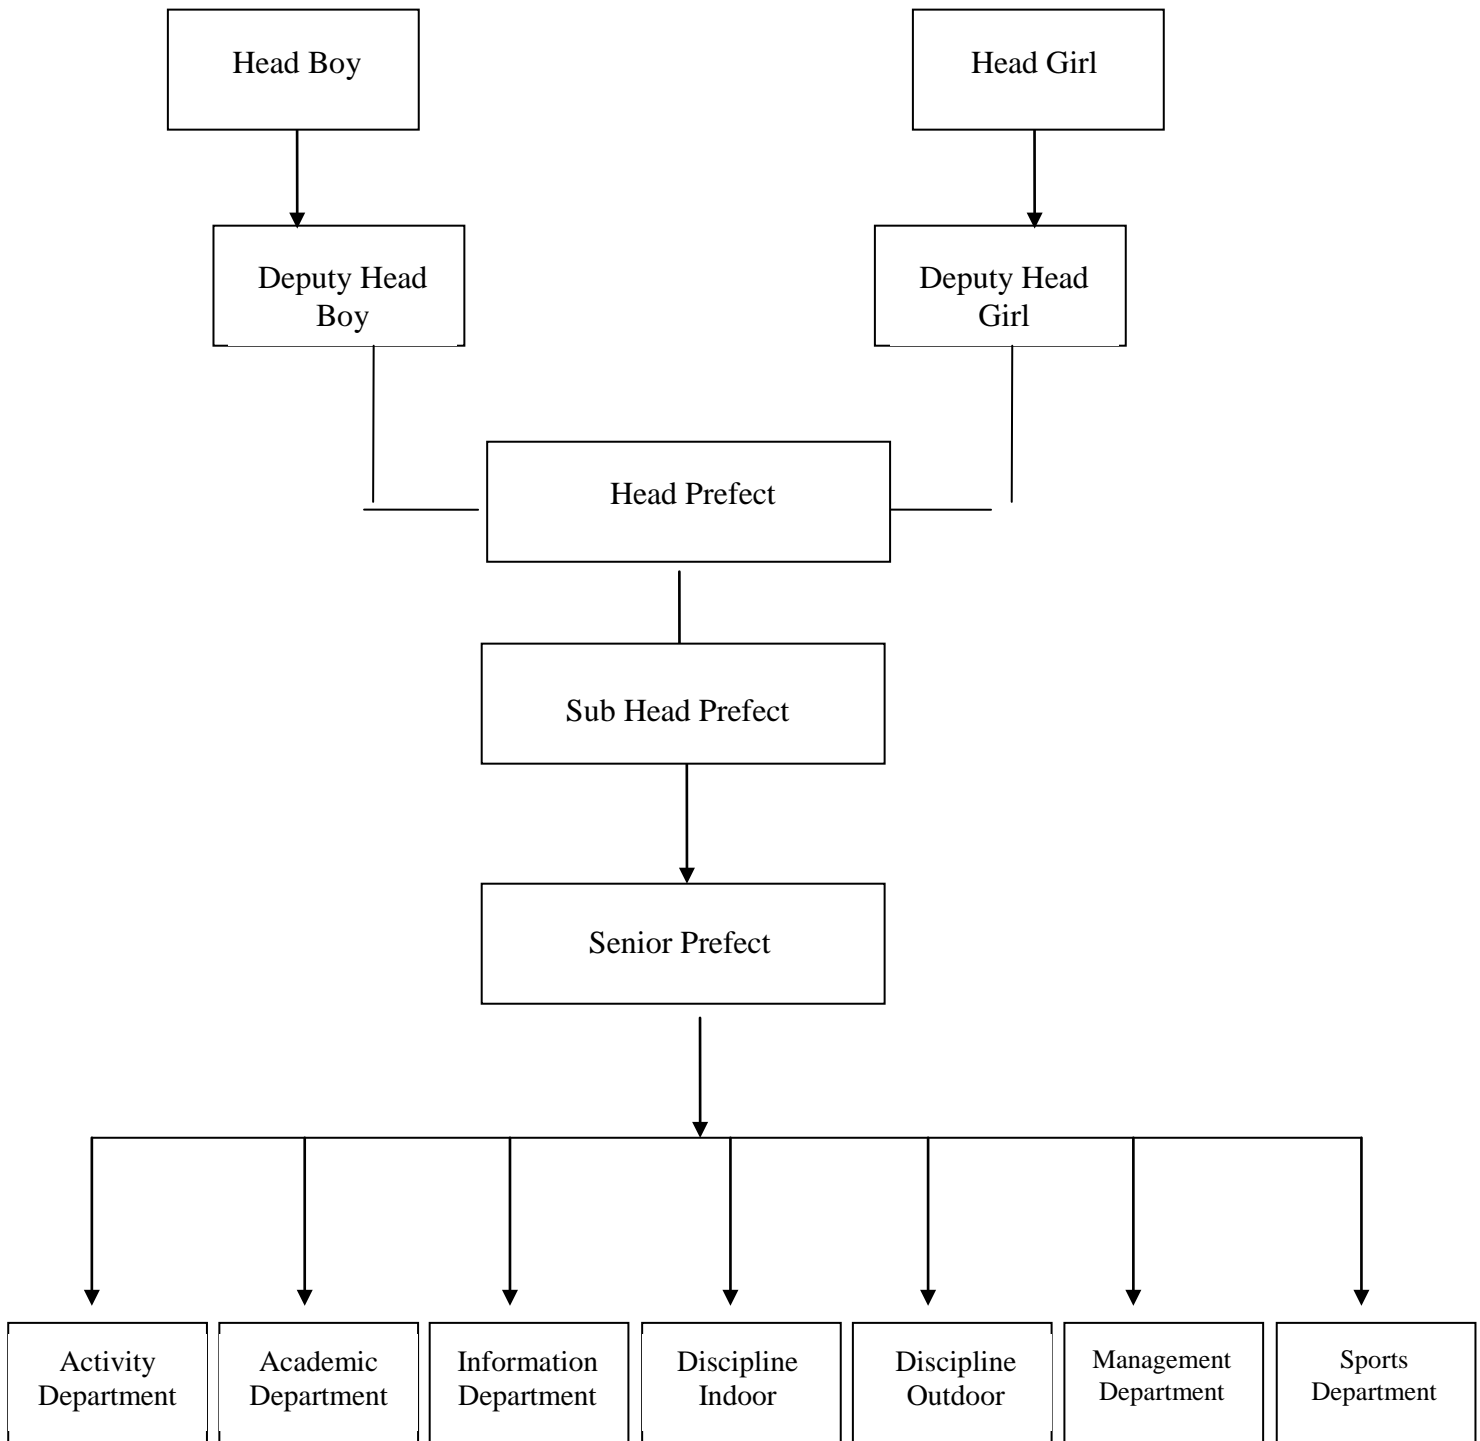 Head Boy
Head Girl
Deputy Head
Boy
Deputy Head
Girl
Head Prefect
Sub Head Prefect
Senior Prefect
Activity
Department
Academic
Department
Information
Department
Discipline
Indoor
Discipline
Outdoor
Management
Department
Sports
Department